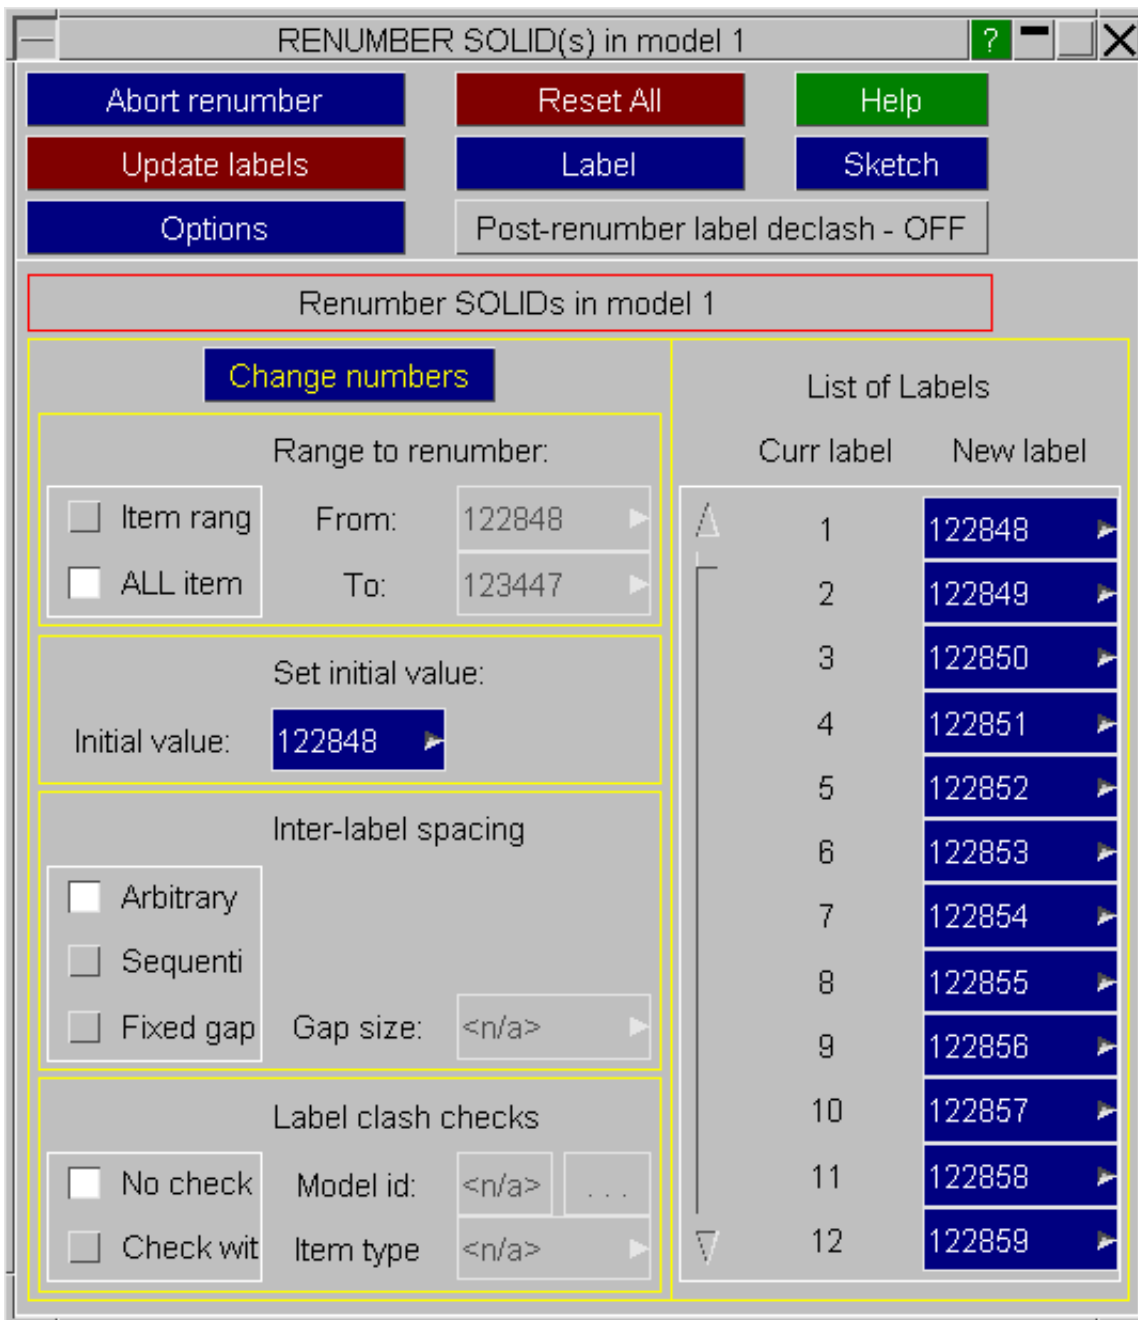 RENUMBER SOLID(s) in model 1 ?
Abort renumber Reset All Help
Update labels Label Sketch
Options Post-renumber label declash - OFF
Renumber SOLIDs in model 1
Change numbers
Range to renumber:
Item rang From: 122848
ALL item To: 123447
Set initial value:
Initial value: 122848
Inter-label spacing
Arbitrary
Sequenti
Fixed gap Gap size: <n/a>
Label clash checks
No check Model id: <n/a> . . .
Check wit Item type <n/a>
List of Labels
Curr label New label
1 122848
2 122849
3 122850
4 122851
5 122852
6 122853
7 122854
8 122855
9 122856
10 122857
11 122858
12 122859